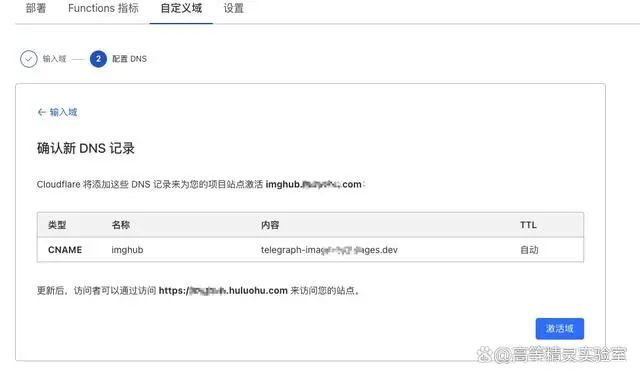 部署 Functions 指标 自定义域 设置
输入域 2 配置 DNS
← 输入域
确认新 DNS 记录
Cloudflare 将添加这些 DNS 记录来为您的项目站点激活 imghub. .com：
类型 名称 内容 TTL
CNAME imghub telegraph-imag ages.dev 自动
更新后，访问者可以通过访问 https:/ .huluohu.com 来访问您的站点。
激活域
@高等精灵实验室